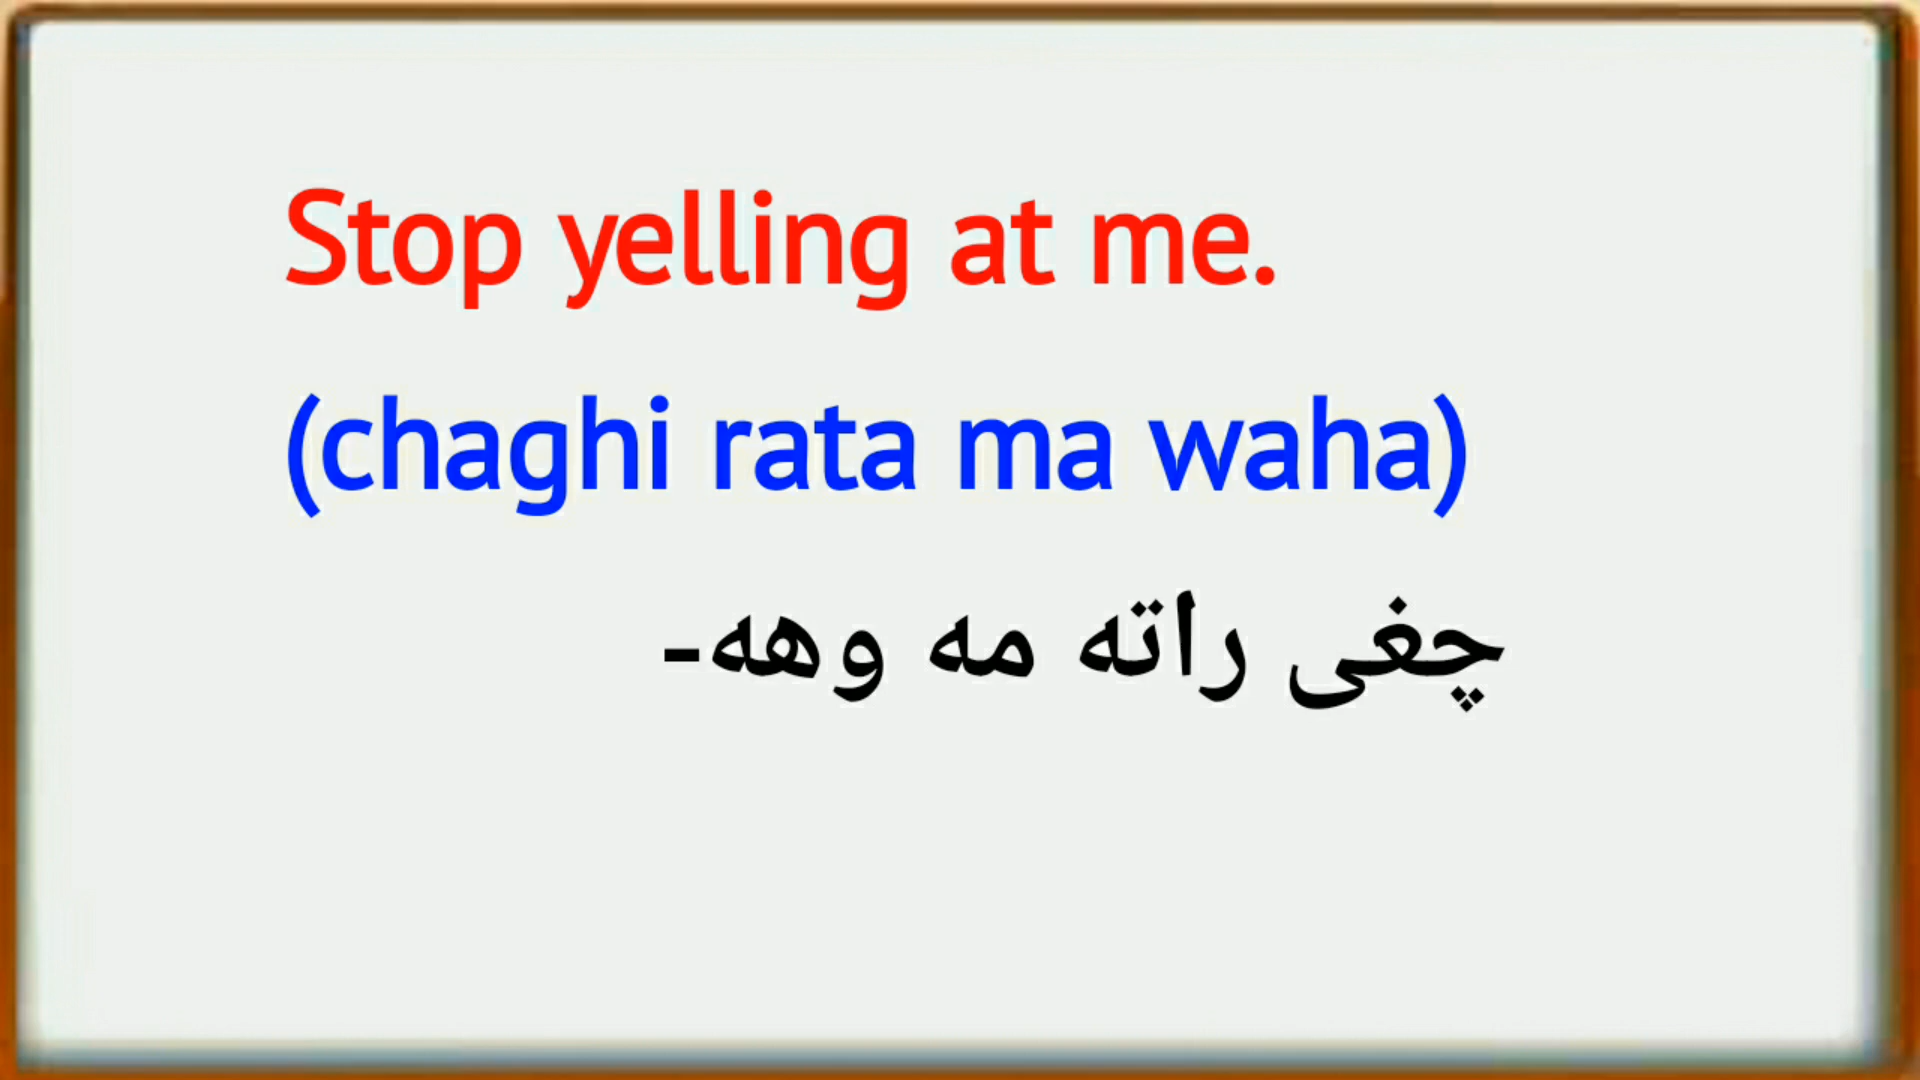 Stop yelling at me.
(chaghi rata ma waha)
چغی راته مه وهه-